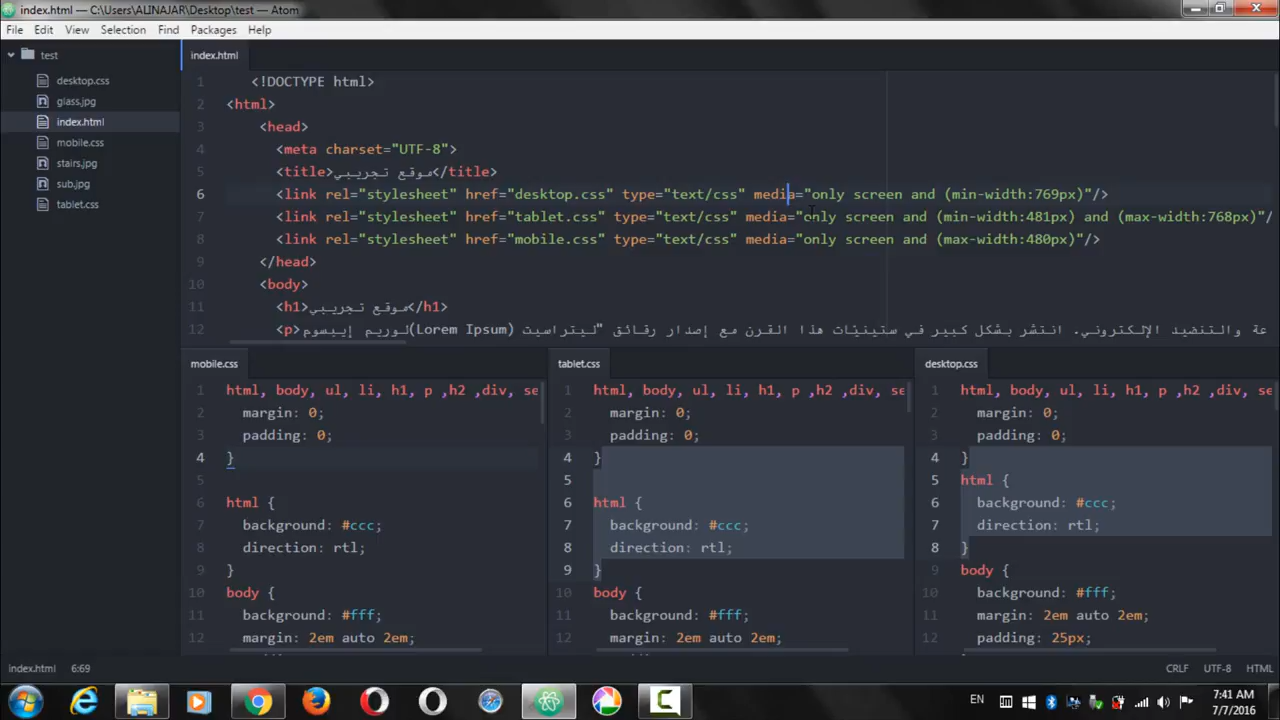 index.html — C:\Users\ALINAJAR\Desktop\test — Atom
File Edit View Selection Find Packages Help
test
desktop.css
glass.jpg
index.html
mobile.css
stairs.jpg
sub.jpg
tablet.css
index.html
1 <!DOCTYPE html>
2 <html>
3 <head>
4 <meta charset="UTF-8">
5 <title>موقع تجريبي</title>
6 <link rel="stylesheet" href="desktop.css" type="text/css" media="only screen and (min-width:769px)"/>
7 <link rel="stylesheet" href="tablet.css" type="text/css" media="only screen and (min-width:481px) and (max-width:768px)"/
8 <link rel="stylesheet" href="mobile.css" type="text/css" media="only screen and (max-width:480px)"/>
9 </head>
10 <body>
11 <h1>موقع تجريبي</h1>
12 <p>لوريم إيبسوم(Lorem Ipsum) ليتراسيت" هذا القرن مع إصدار رقائق في ستينيّات انتشر بشكل كبير .عة والتنضيد الإلكتروني
mobile.css
1 html, body, ul, li, h1, p ,h2 ,div, se
2 margin: 0;
3 padding: 0;
4 }
5
6 html {
7 background: #ccc;
8 direction: rtl;
9 }
10 body {
11 background: #fff;
12 margin: 2em auto 2em;
tablet.css
1 html, body, ul, li, h1, p ,h2 ,div, se
2 margin: 0;
3 padding: 0;
4 }
5
6 html {
7 background: #ccc;
8 direction: rtl;
9 }
10 body {
11 background: #fff;
12 margin: 2em auto 2em;
desktop.css
1 html, body, ul, li, h1, p ,h2 ,div, se
2 margin: 0;
3 padding: 0;
4 }
5 html {
6 background: #ccc;
7 direction: rtl;
8 }
9 body {
10 background: #fff;
11 margin: 2em auto 2em;
12 padding: 25px;
index.html 6:69 CRLF UTF-8 HTML
EN
7:41 AM
7/7/2016